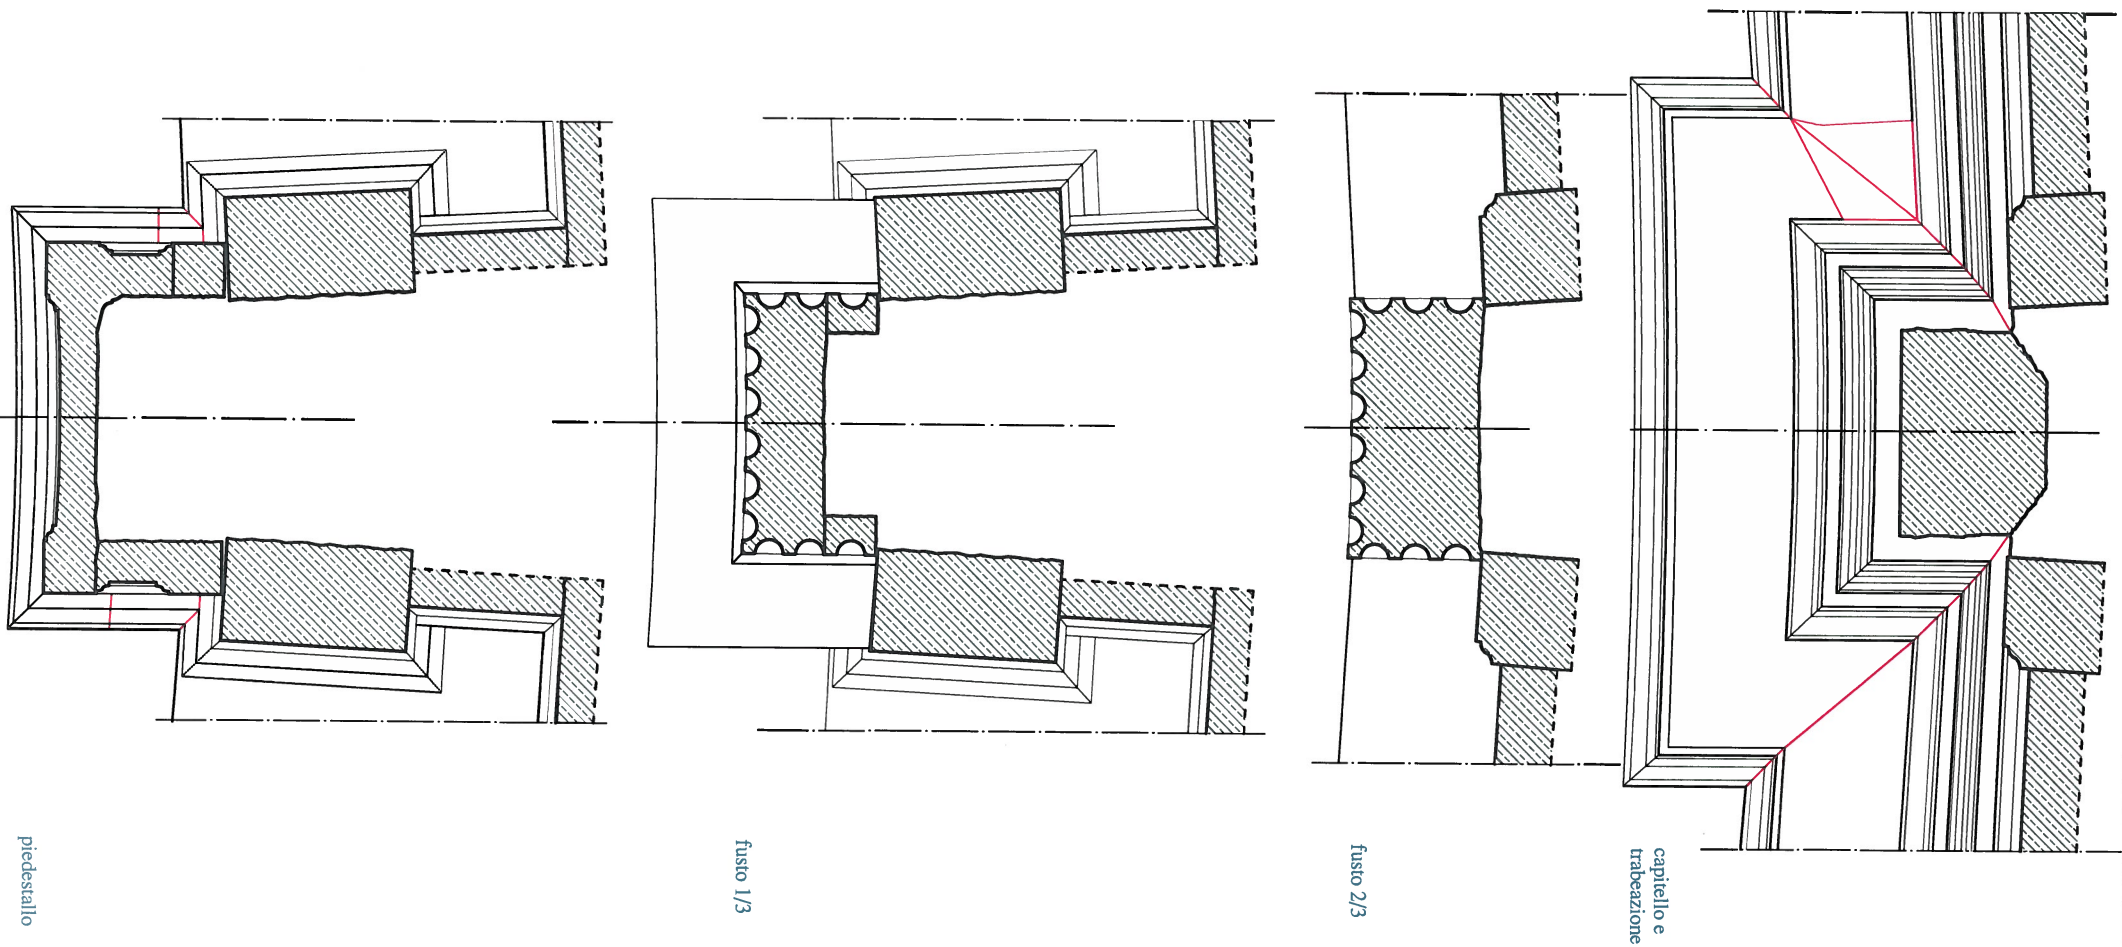 piedestallo
fusto 1/3
fusto 2/3
capitello e
trabeazione